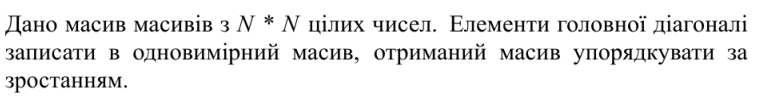 Дано масив масивів з N * N цілих чисел. Елементи головної діагоналі
записати в одновимірний масив, отриманий масив упорядкувати за
зростанням.